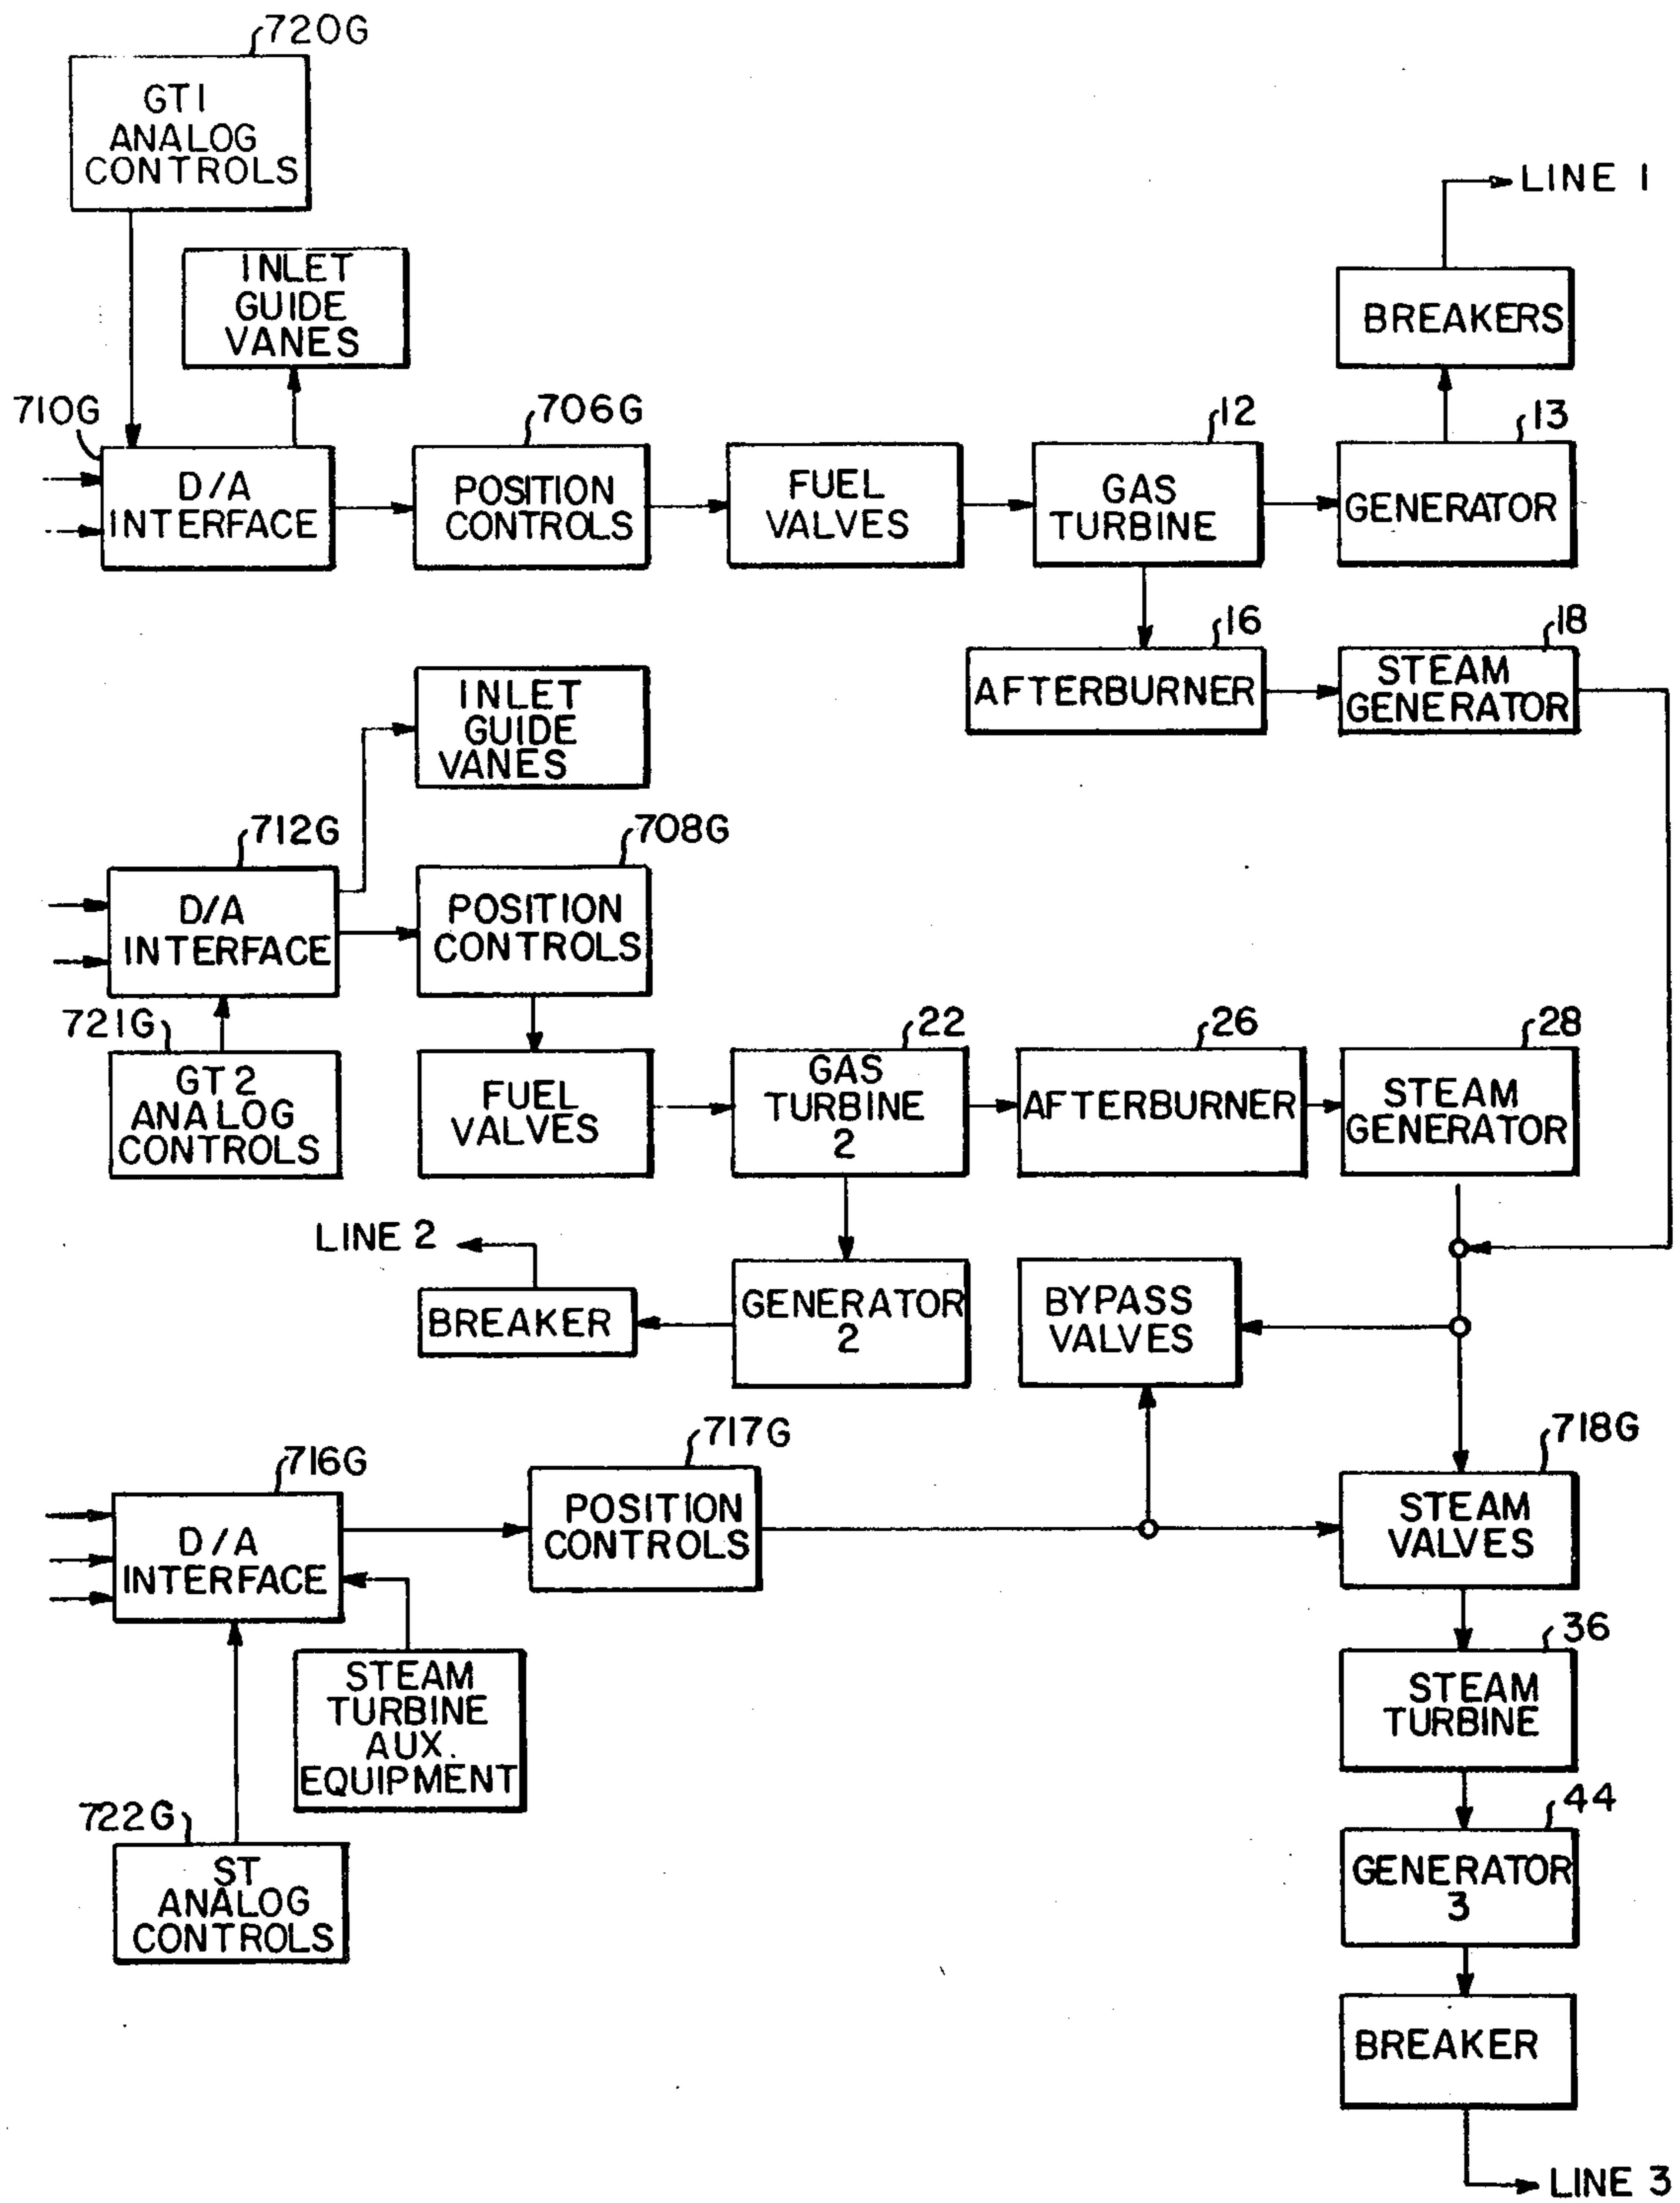 720G
GT1
ANALOG
CONTROLS
INLET
GUIDE
VANES
LINE 1
BREAKERS
710G
D/A
INTERFACE
706G
POSITION
CONTROLS
FUEL
VALVES
12
GAS
TURBINE
13
GENERATOR
16
AFTERBURNER
18
STEAM
GENERATOR
INLET
GUIDE
VANES
712G
D/A
INTERFACE
708G
POSITION
CONTROLS
721G
GT2
ANALOG
CONTROLS
FUEL
VALVES
22
GAS
TURBINE
2
26
AFTERBURNER
28
STEAM
GENERATOR
LINE 2
BREAKER
GENERATOR
2
BYPASS
VALVES
716G
D/A
INTERFACE
717G
POSITION
CONTROLS
718G
STEAM
VALVES
STEAM
TURBINE
AUX.
EQUIPMENT
36
STEAM
TURBINE
722G
ST
ANALOG
CONTROLS
44
GENERATOR
3
BREAKER
LINE 3